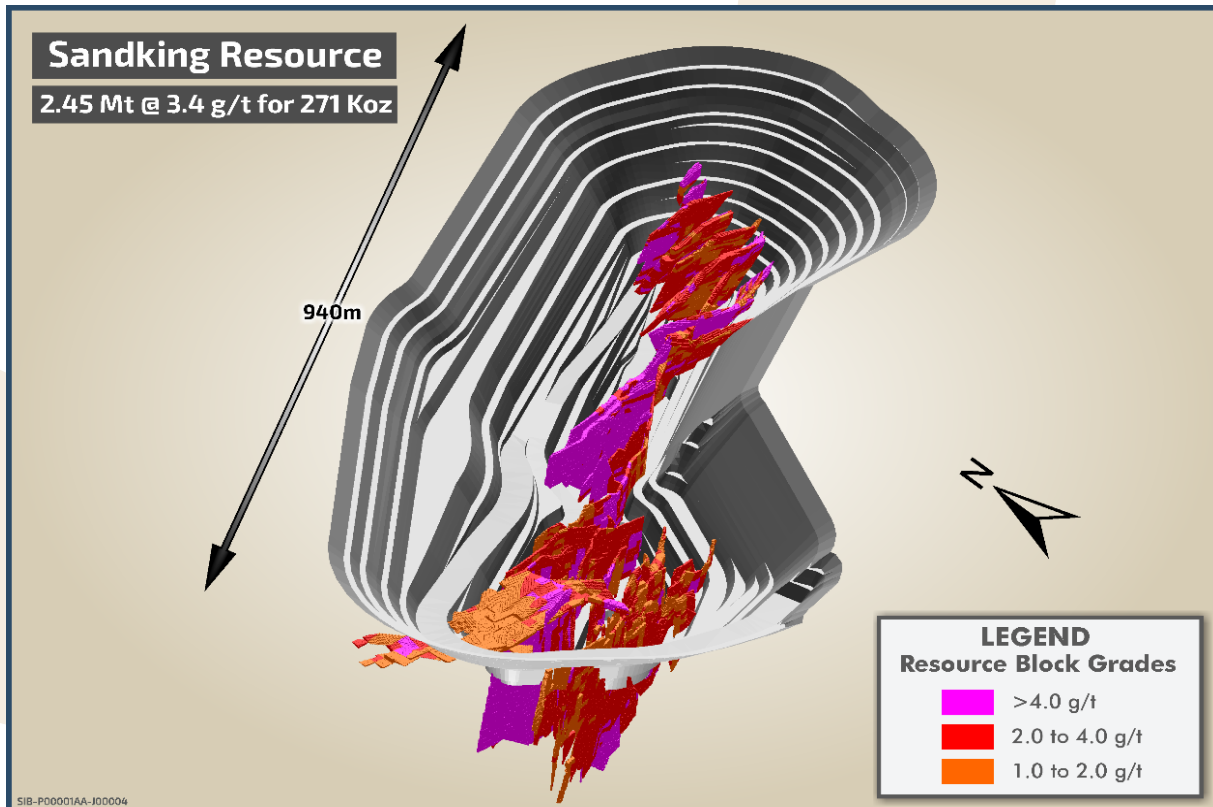 Sandking Resource
2.45 Mt @ 3.4 g/t for 271 Koz
940m
N
LEGEND
Resource Block Grades
>4.0 g/t
2.0 to 4.0 g/t
1.0 to 2.0 g/t
SIB-P00001AA-J00004